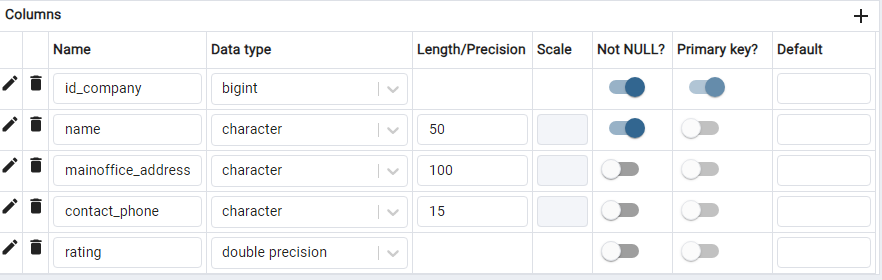 Columns
Name Data type Length/Precision Scale Not NULL? Primary key? Default
id_company bigint
name character 50
mainoffice_address character 100
contact_phone character 15
rating double precision